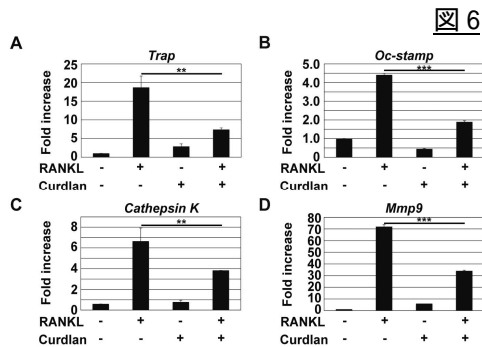 図 6
A
Trap
Fold increase
25
20
15
10
5
0
**
RANKL - + - +
Curdlan - - + +
B
Oc-stamp
Fold increase
5.0
4.0
3.0
2.0
1.0
0
***
RANKL - + - +
Curdlan - - + +
C
Cathepsin K
Fold increase
8
6
4
2
0
**
RANKL - + - +
Curdlan - - + +
D
Mmp9
Fold increase
80
70
60
50
40
30
20
10
0
***
RANKL - + - +
Curdlan - - + +